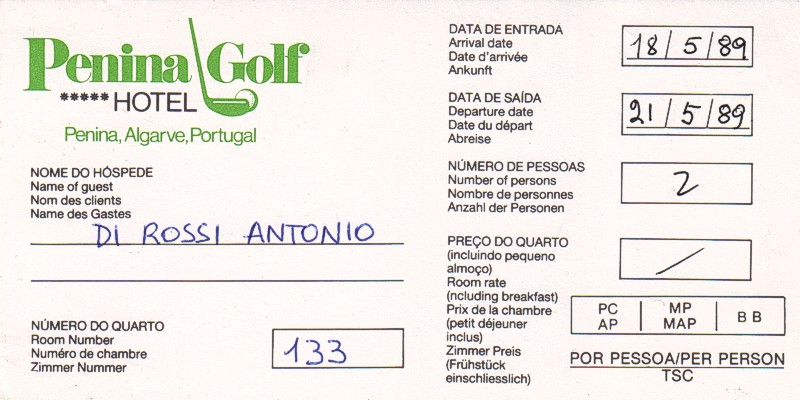 Penina Golf
***** HOTEL
Penina, Algarve, Portugal
NOME DO HÓSPEDE
Name of guest
Nom des clients
Name des Gastes
DI ROSSI ANTONIO
NÚMERO DO QUARTO
Room Number
Numéro de chambre
Zimmer Nummer
133
DATA DE ENTRADA
Arrival date
Date d'arrivée
Ankunft
18/5/89
DATA DE SAÍDA
Departure date
Date du départ
Abreise
21/5/89
NÚMERO DE PESSOAS
Number of persons
Nombre de personnes
Anzahl der Personen
2
PREÇO DO QUARTO
(incluindo pequeno
almoço)
Room rate
(ncluding breakfast)
Prix de la chambre
(petit déjeuner
inclus)
Zimmer Preis
(Frühstück
einschliesslich)
/
PC MP BB
AP MAP
POR PESSOA/PER PERSON
TSC